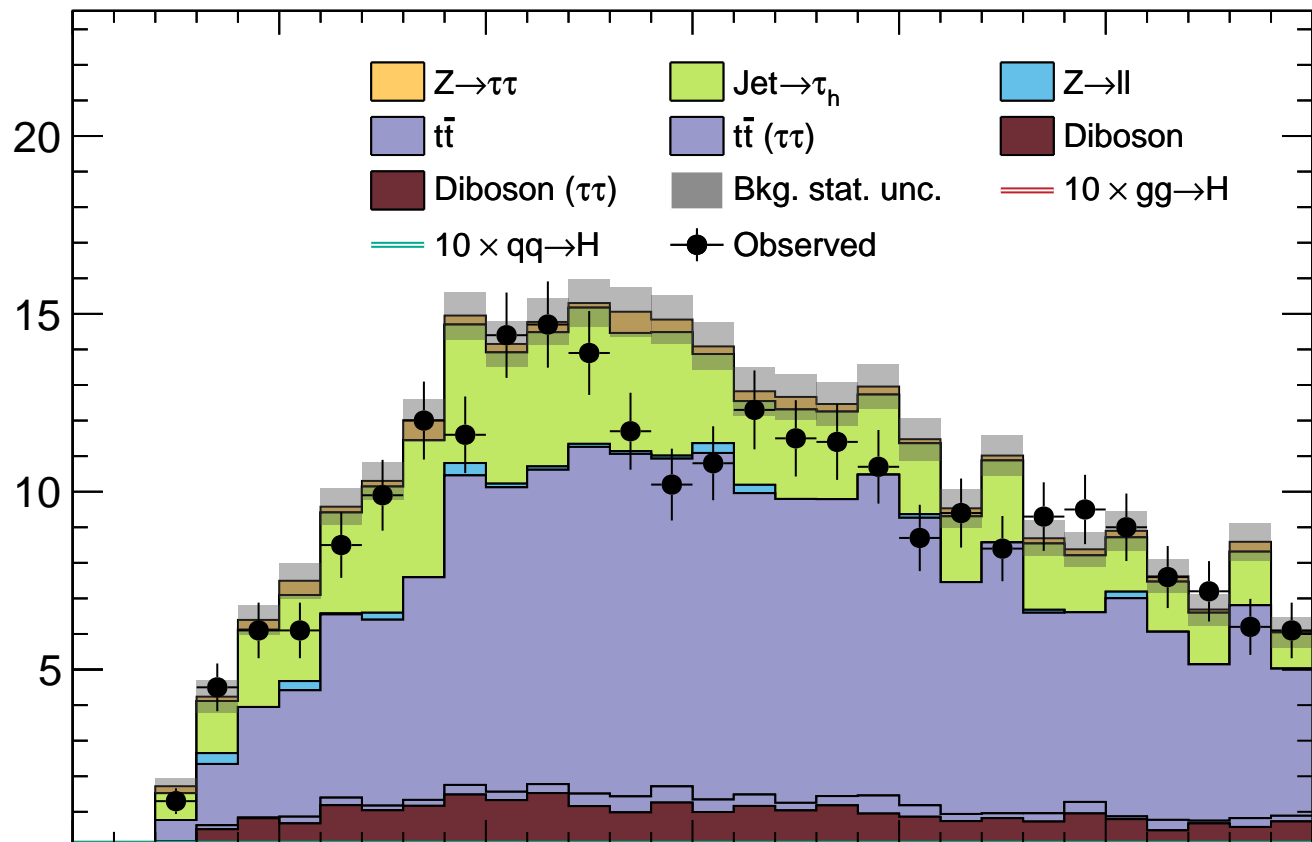 Z→ττ Jet→τₕ Z→ll
20 tt̄ tt̄ (ττ) Diboson
Diboson (ττ) Bkg. stat. unc. 10 × gg→H
10 × qq→H Observed
15
10
5